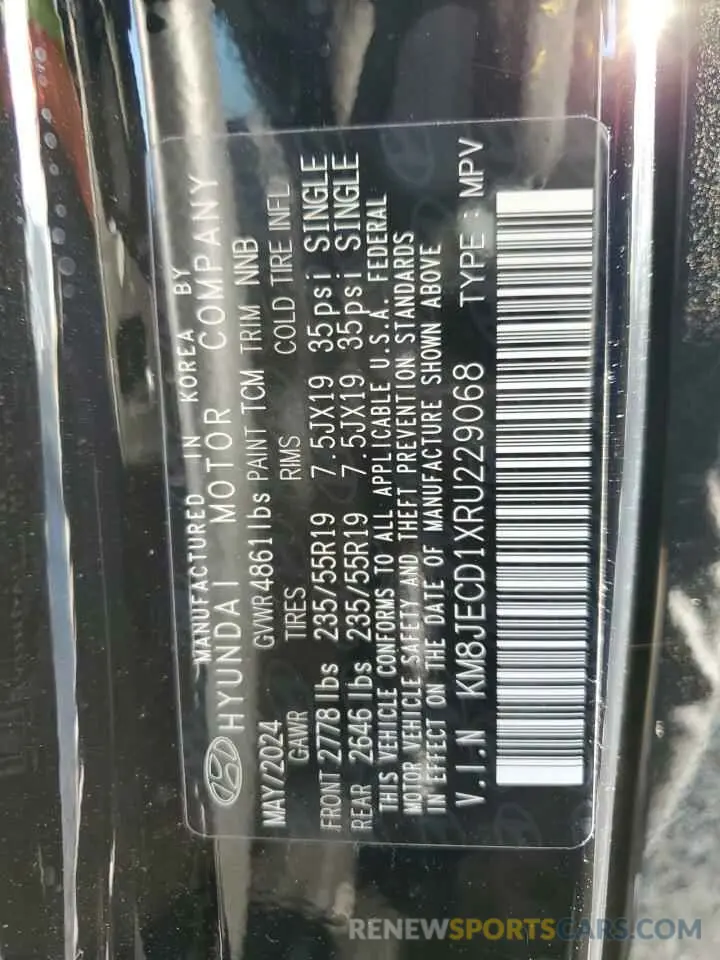 MANUFACTURED IN KOREA BY
HYUNDAI MOTOR COMPANY
MAY/2024 GVWR 4861 lbs PAINT TCM TRIM NNB
GAWR TIRES RIMS COLD TIRE INFL
FRONT 2778 lbs 235/55R19 7.5JX19 35psi SINGLE
REAR 2646 lbs 235/55R19 7.5JX19 35psi SINGLE
THIS VEHICLE CONFORMS TO ALL APPLICABLE U.S.A. FEDERAL
MOTOR VEHICLE SAFETY AND THEFT PREVENTION STANDARDS
IN EFFECT ON THE DATE OF MANUFACTURE SHOWN ABOVE
V.I.N KM8JECD1XRU229068 TYPE : MPV
RENEWSPORTSCARS.COM